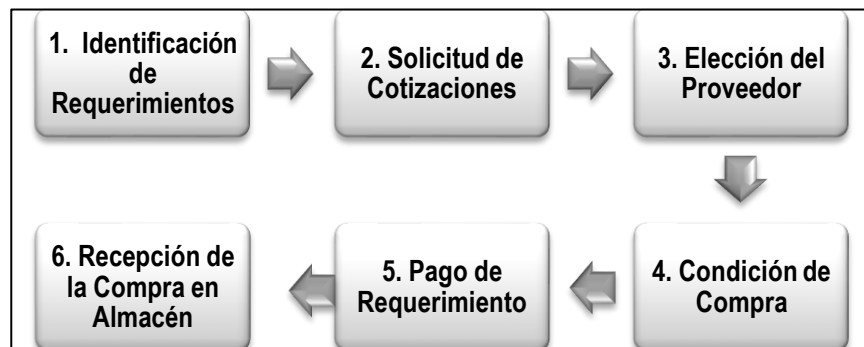 1. Identificación
de
Requerimientos
2. Solicitud de
Cotizaciones
3. Elección del
Proveedor
4. Condición de
Compra
5. Pago de
Requerimiento
6. Recepción de
la Compra en
Almacén